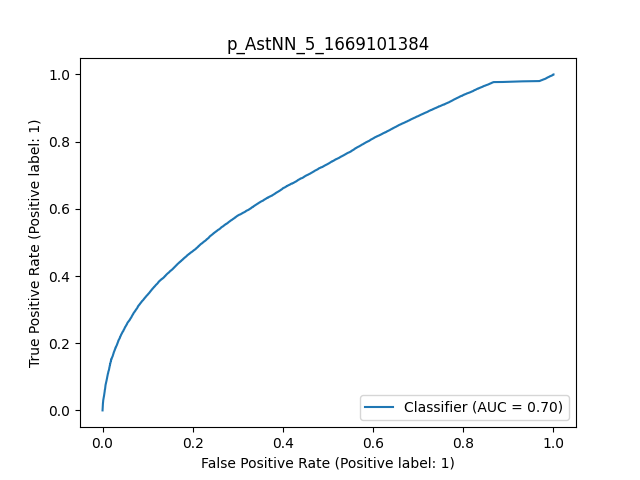 p_AstNN_5_1669101384
True Positive Rate (Positive label: 1)
1.0
0.8
0.6
0.4
0.2
0.0
Classifier (AUC = 0.70)
0.0 0.2 0.4 0.6 0.8 1.0
False Positive Rate (Positive label: 1)